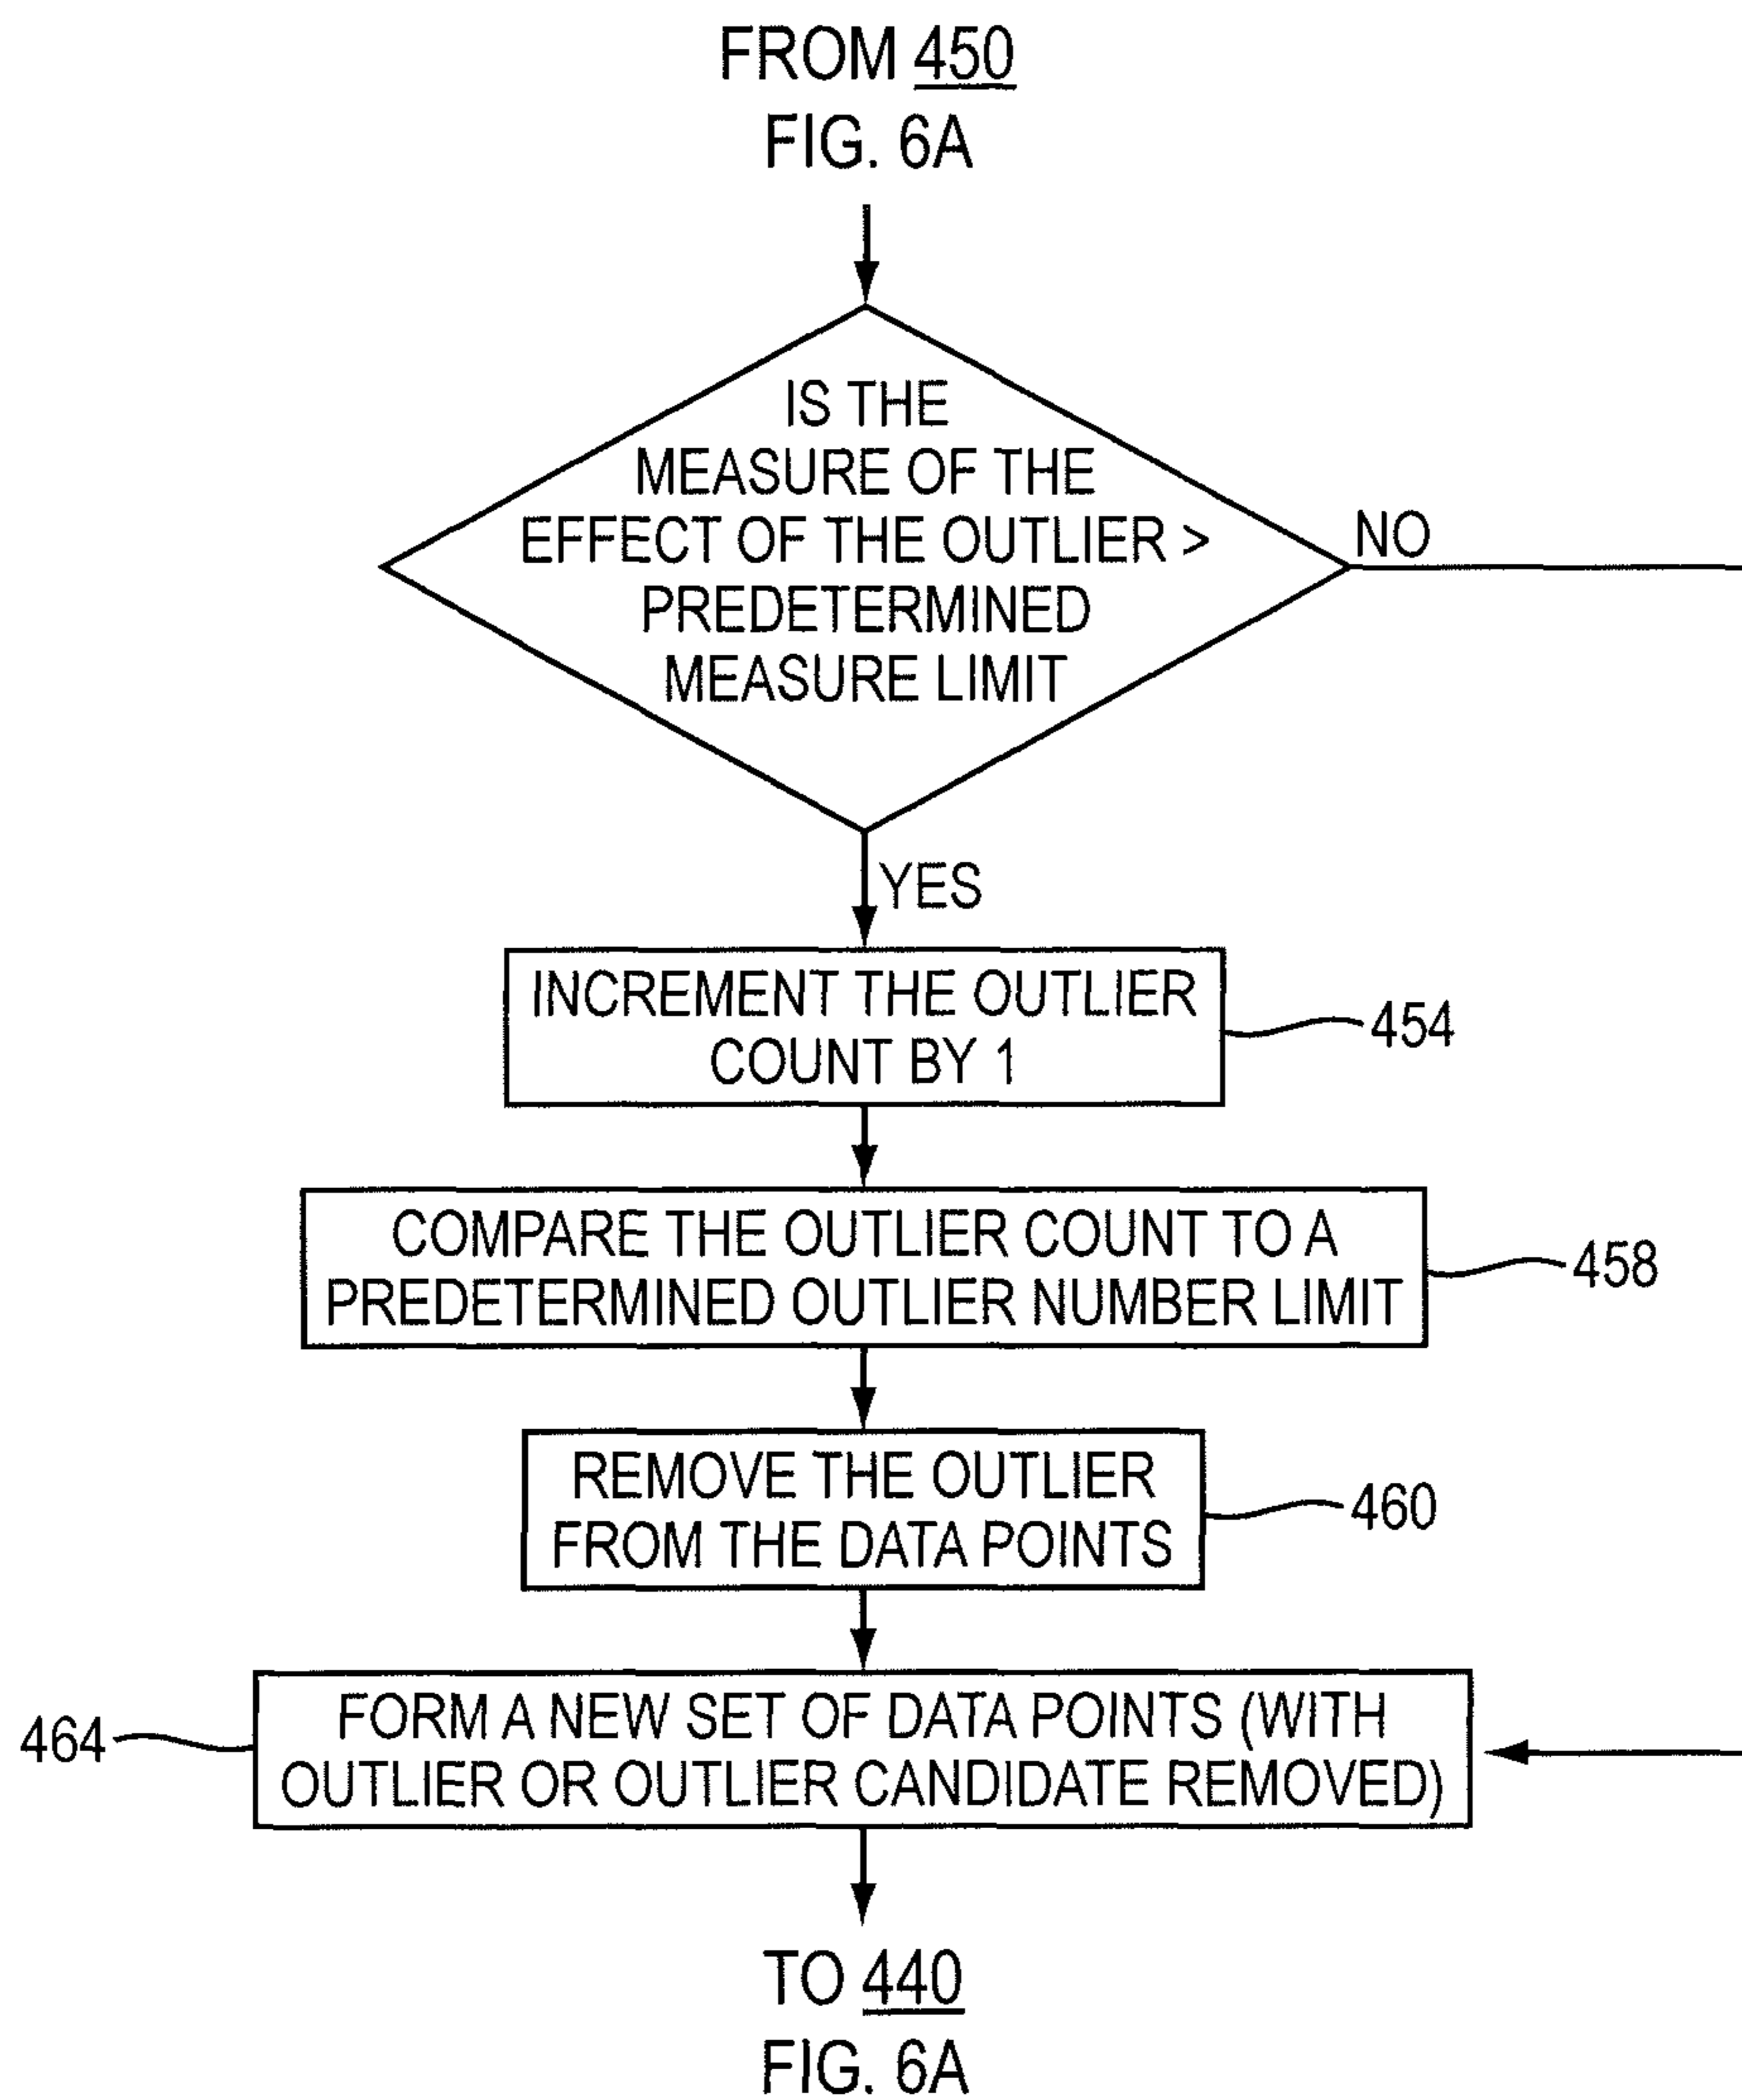 FROM 450
FIG. 6A
IS THE
MEASURE OF THE
EFFECT OF THE OUTLIER >
PREDETERMINED
MEASURE LIMIT
NO
YES
INCREMENT THE OUTLIER
COUNT BY 1
454
COMPARE THE OUTLIER COUNT TO A
PREDETERMINED OUTLIER NUMBER LIMIT
458
REMOVE THE OUTLIER
FROM THE DATA POINTS
460
464
FORM A NEW SET OF DATA POINTS (WITH
OUTLIER OR OUTLIER CANDIDATE REMOVED)
TO 440
FIG. 6A